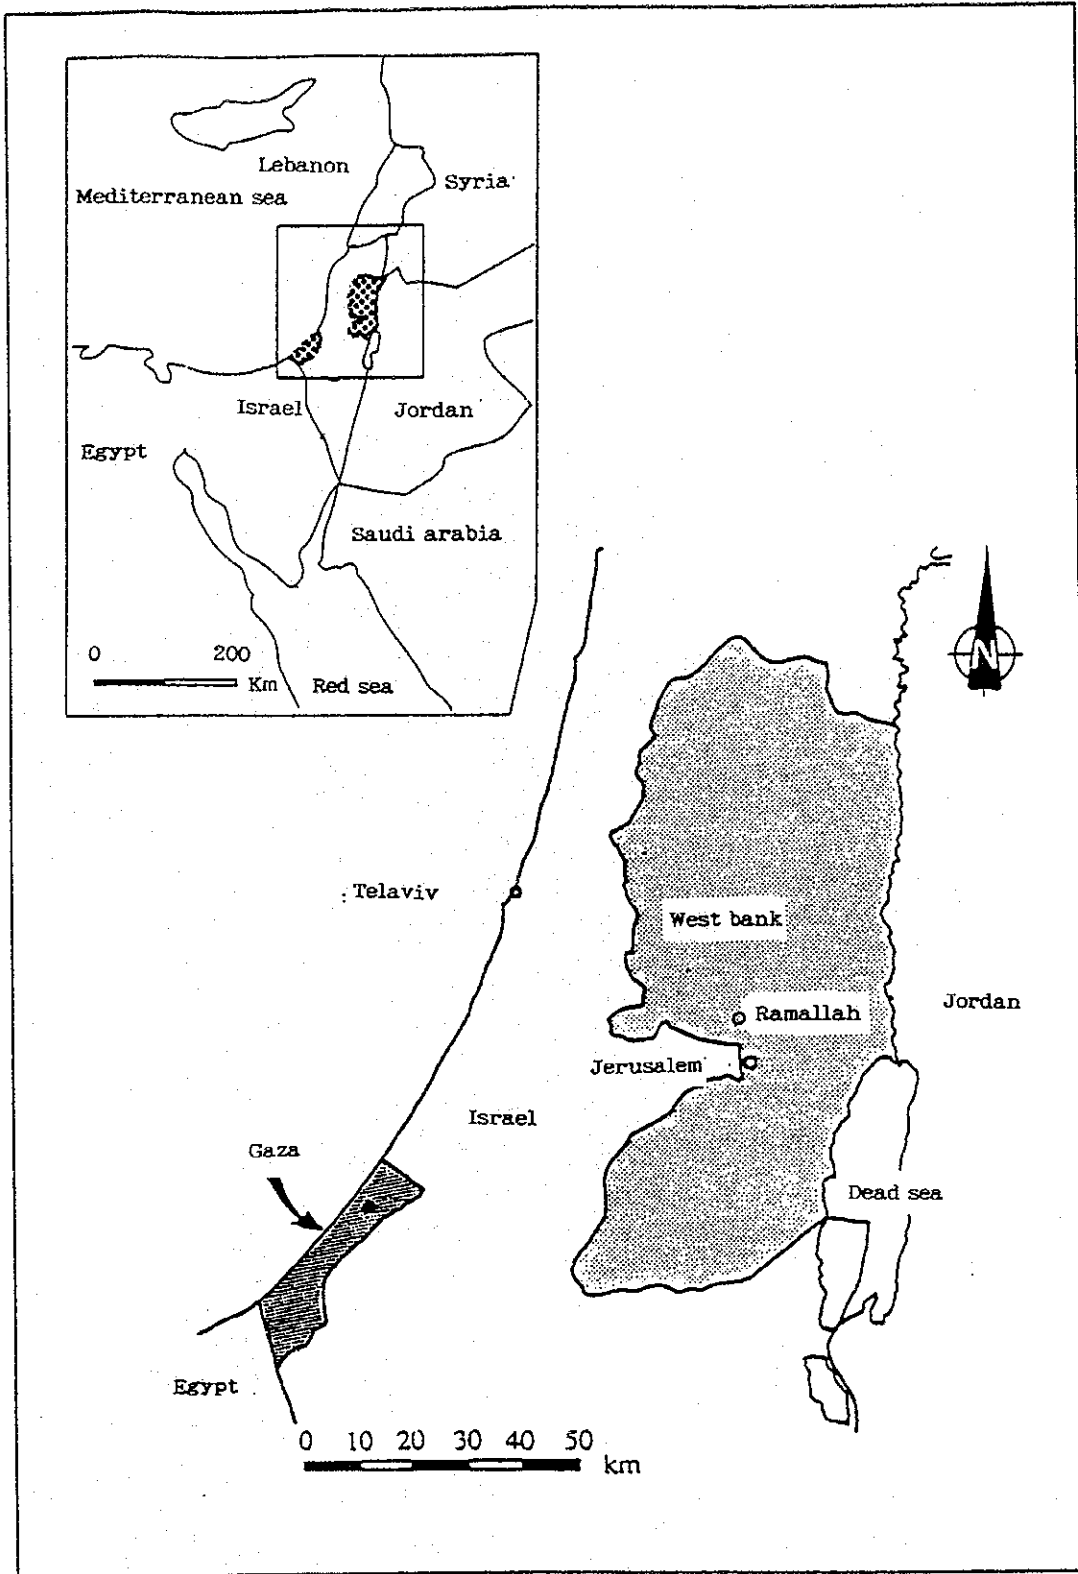 Lebanon
Syria
Mediterranean sea
Israel
Jordan
Egypt
Saudi arabia
0 200
Km
Red sea
N
Telaviv
West bank
Ramallah
Jordan
Jerusalem
Israel
Gaza
Dead sea
Egypt
0 10 20 30 40 50
km